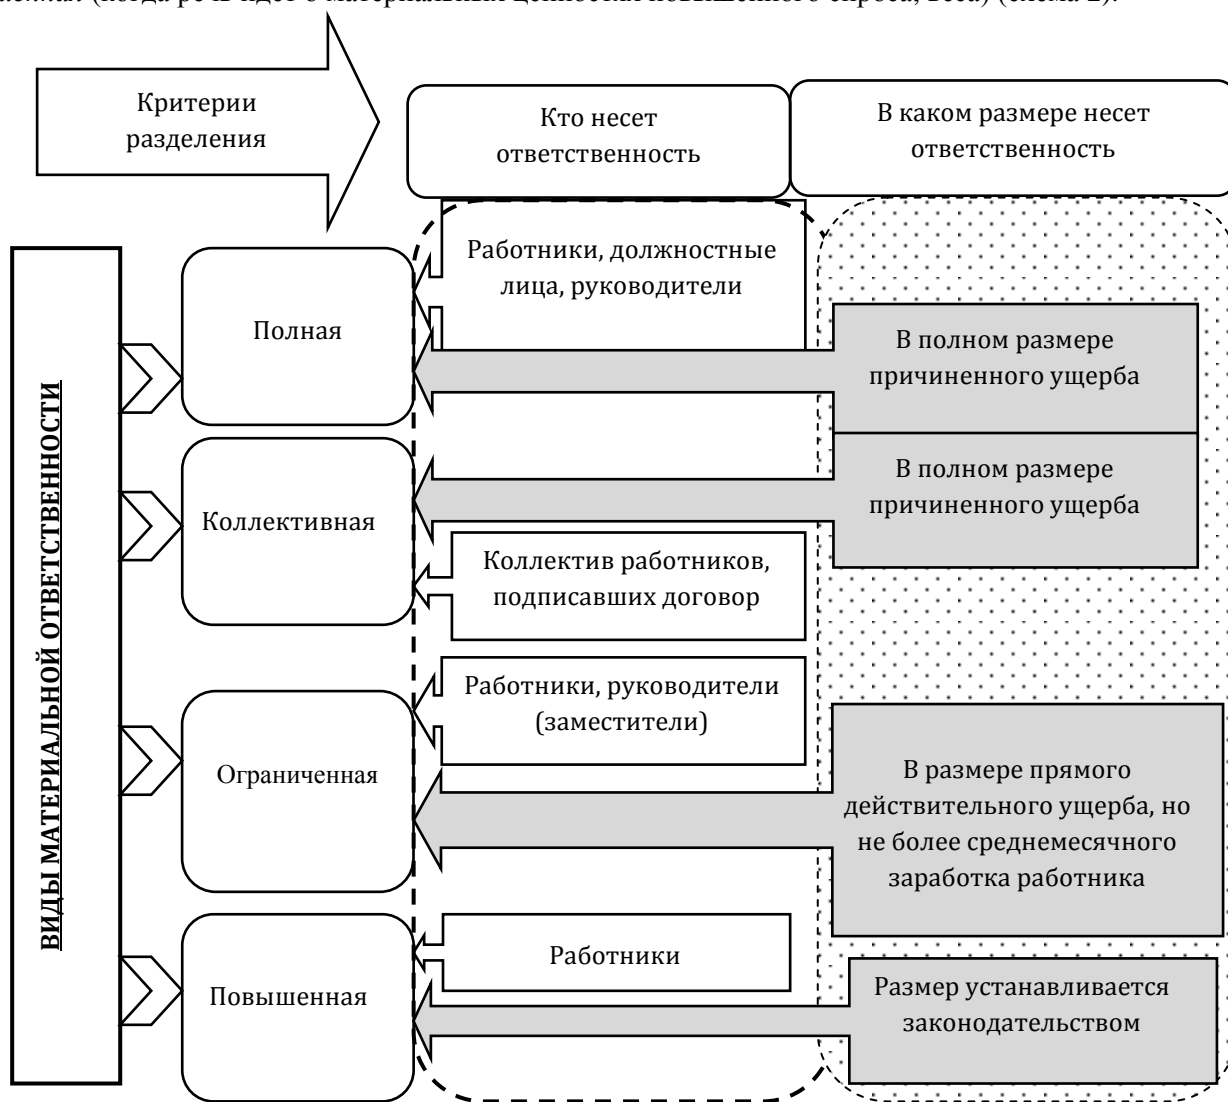 (когда речь идет о материальных ценностях повышенного спроса, веса) (схема 2).
Критерии
разделения
Кто несет
ответственность
В каком размере несет
ответственность
ВИДЫ МАТЕРИАЛЬНОЙ ОТВЕТСТВЕННОСТИ
Полная
Работники, должностные
лица, руководители
В полном размере
причиненного ущерба
Коллективная
В полном размере
причиненного ущерба
Коллектив работников,
подписавших договор
Ограниченная
Работники, руководители
(заместители)
В размере прямого
действительного ущерба, но
не более среднемесячного
заработка работника
Повышенная
Работники
Размер устанавливается
законодательством